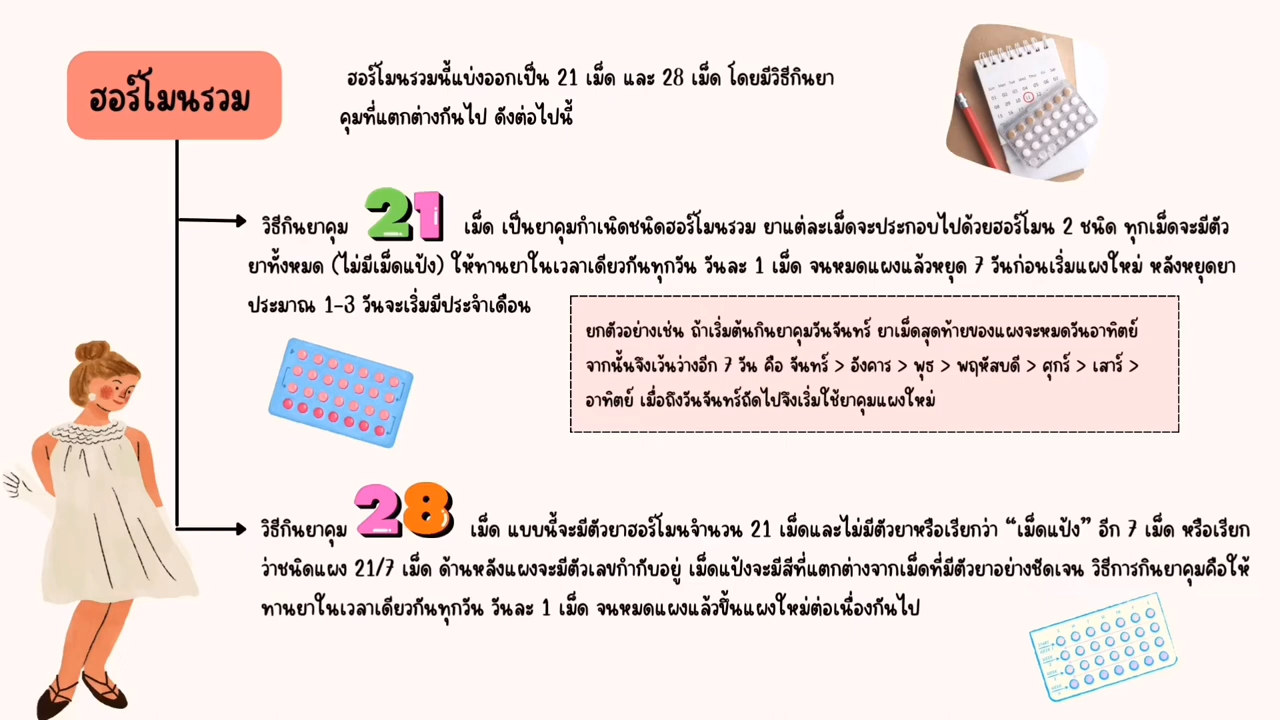 ฮอร์โมนรวม
ฮอร์โมนรวมนี้แบ่งออกเป็น 21 เม็ด และ 28 เม็ด โดยมีวิธีกินยา
คุมที่แตกต่างกันไป ดังต่อไปนี้
วิธีกินยาคุม 21 เม็ด เป็นยาคุมกำเนิดชนิดฮอร์โมนรวม ยาแต่ละเม็ดจะประกอบไปด้วยฮอร์โมน 2 ชนิด ทุกเม็ดจะมีตัว
ยาทั้งหมด (ไม่มีเม็ดแป้ง) ให้ทานยาในเวลาเดียวกันทุกวัน วันละ 1 เม็ด จนหมดแผงแล้วหยุด 7 วันก่อนเริ่มแผงใหม่ หลังหยุดยา
ประมาณ 1-3 วันจะเริ่มมีประจำเดือน
ยกตัวอย่างเช่น ถ้าเริ่มต้นกินยาคุมวันจันทร์ ยาเม็ดสุดท้ายของแผงจะหมดวันอาทิตย์
จากนั้นจึงเว้นว่างอีก 7 วัน คือ จันทร์ > อังคาร > พุธ > พฤหัสบดี > ศุกร์ > เสาร์ >
อาทิตย์ เมื่อถึงวันจันทร์ถัดไปจึงเริ่มใช้ยาคุมแผงใหม่
วิธีกินยาคุม 28 เม็ด แบบนี้จะมีตัวยาฮอร์โมนจำนวน 21 เม็ดและไม่มีตัวยาหรือเรียกว่า “เม็ดแป้ง” อีก 7 เม็ด หรือเรียก
ว่าชนิดแผง 21/7 เม็ด ด้านหลังแผงจะมีตัวเลขกำกับอยู่ เม็ดแป้งจะมีสีที่แตกต่างจากเม็ดที่มีตัวยาอย่างชัดเจน วิธีการกินยาคุมคือให้
ทานยาในเวลาเดียวกันทุกวัน วันละ 1 เม็ด จนหมดแผงแล้วขึ้นแผงใหม่ต่อเนื่องกันไป